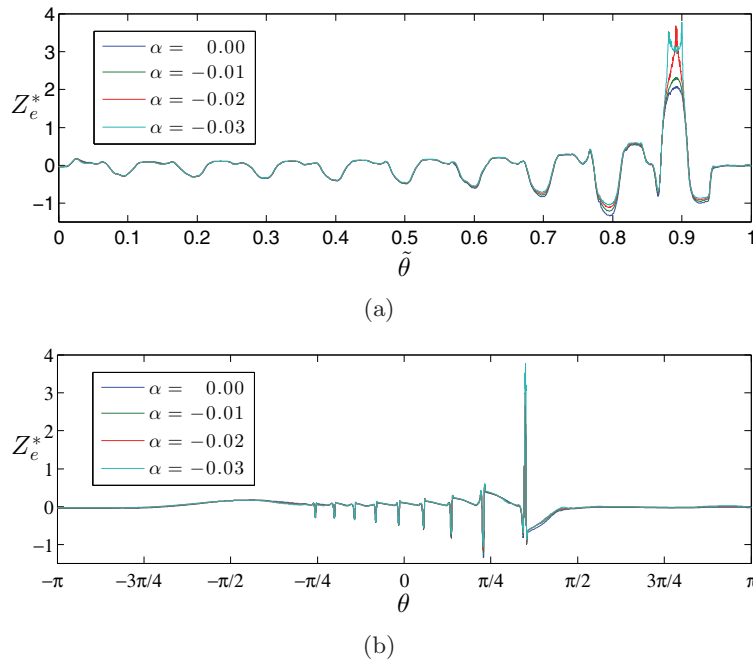 4
3
2
1
0
−1
Z_e^*
α = 0.00
α = −0.01
α = −0.02
α = −0.03
0 0.1 0.2 0.3 0.4 0.5 0.6 0.7 0.8 0.9 1
θ̃
(a)
4
3
2
1
0
−1
Z_e^*
α = 0.00
α = −0.01
α = −0.02
α = −0.03
−π −3π/4 −π/2 −π/4 0 π/4 π/2 3π/4 π
θ
(b)